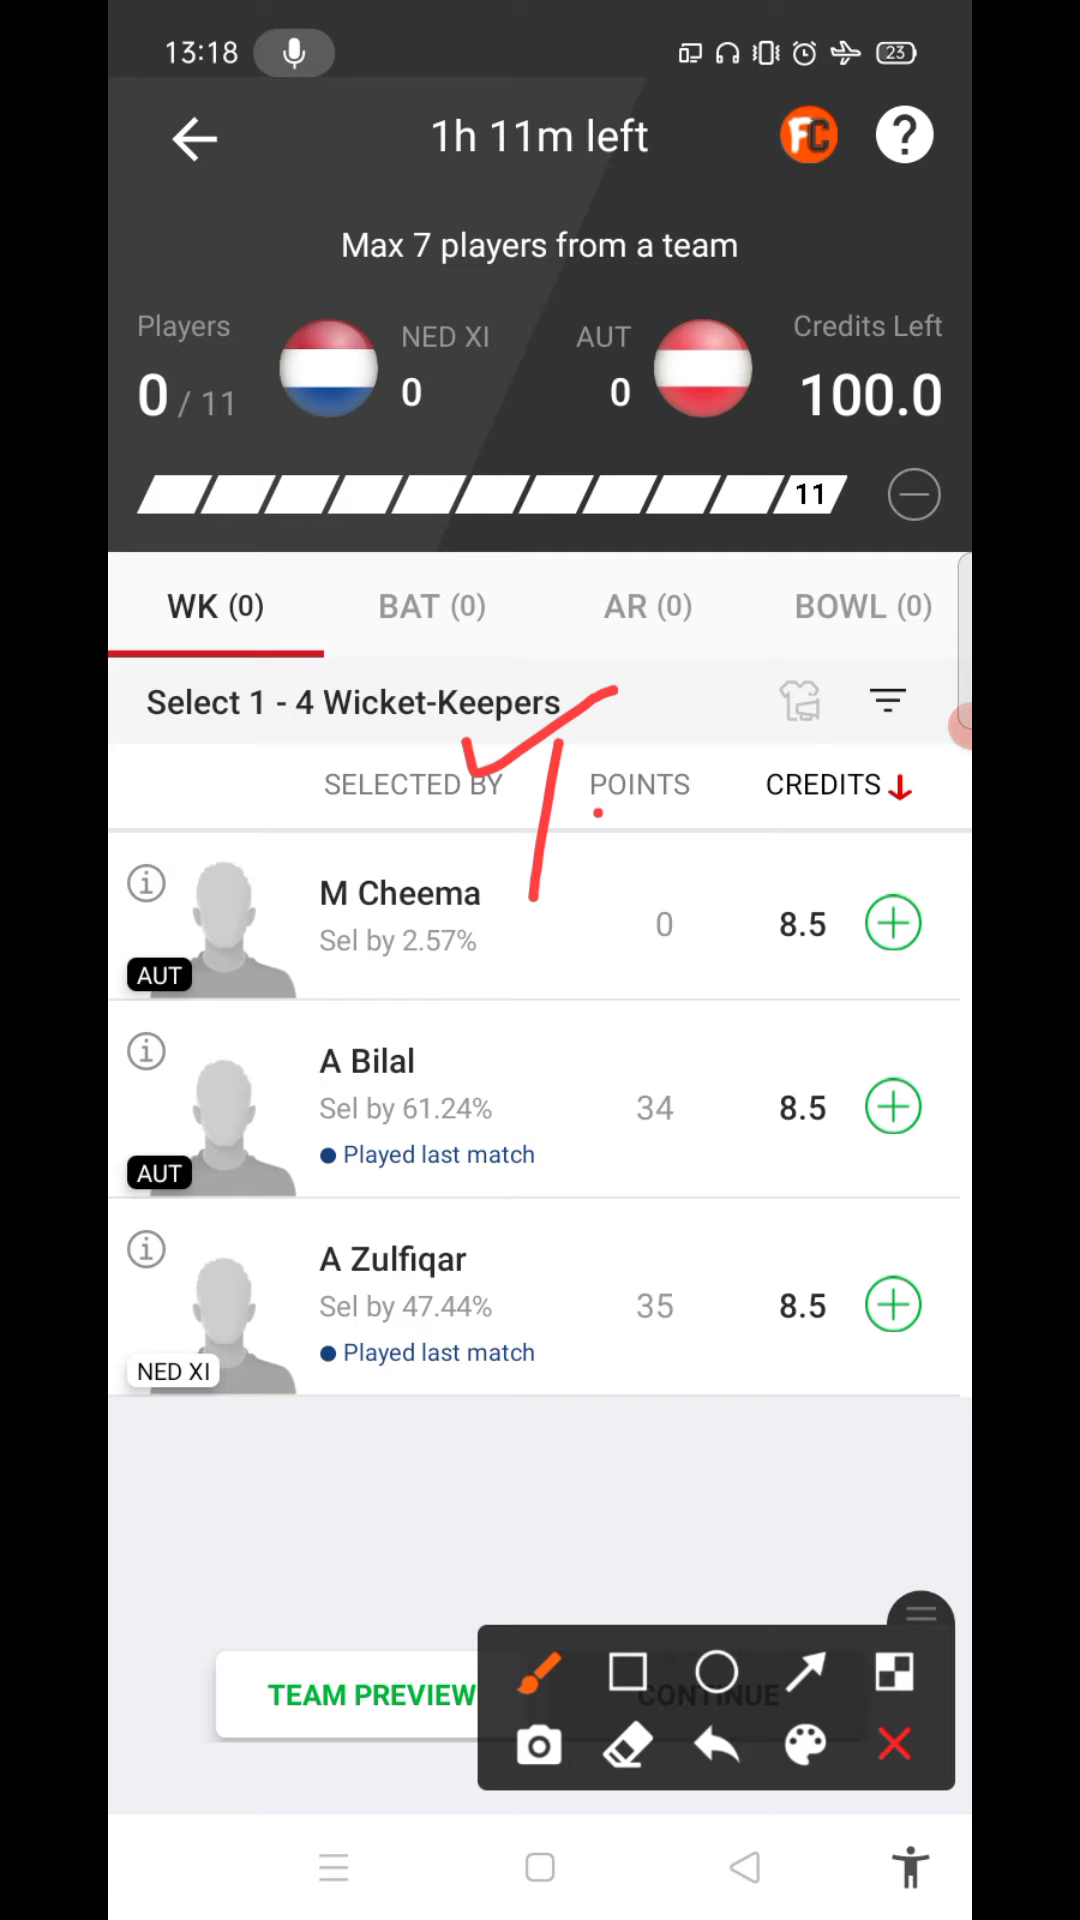 13:18
23
1h 11m left
FC
?
Max 7 players from a team
Players
NED XI
AUT
Credits Left
0 / 11
0
0
100.0
11
WK (0)
BAT (0)
AR (0)
BOWL (0)
Select 1 - 4 Wicket-Keepers
SELECTED BY
POINTS
CREDITS
M Cheema
Sel by 2.57%
0
8.5
AUT
A Bilal
Sel by 61.24%
34
8.5
Played last match
AUT
A Zulfiqar
Sel by 47.44%
35
8.5
Played last match
NED XI
TEAM PREVIEW
CONTINUE